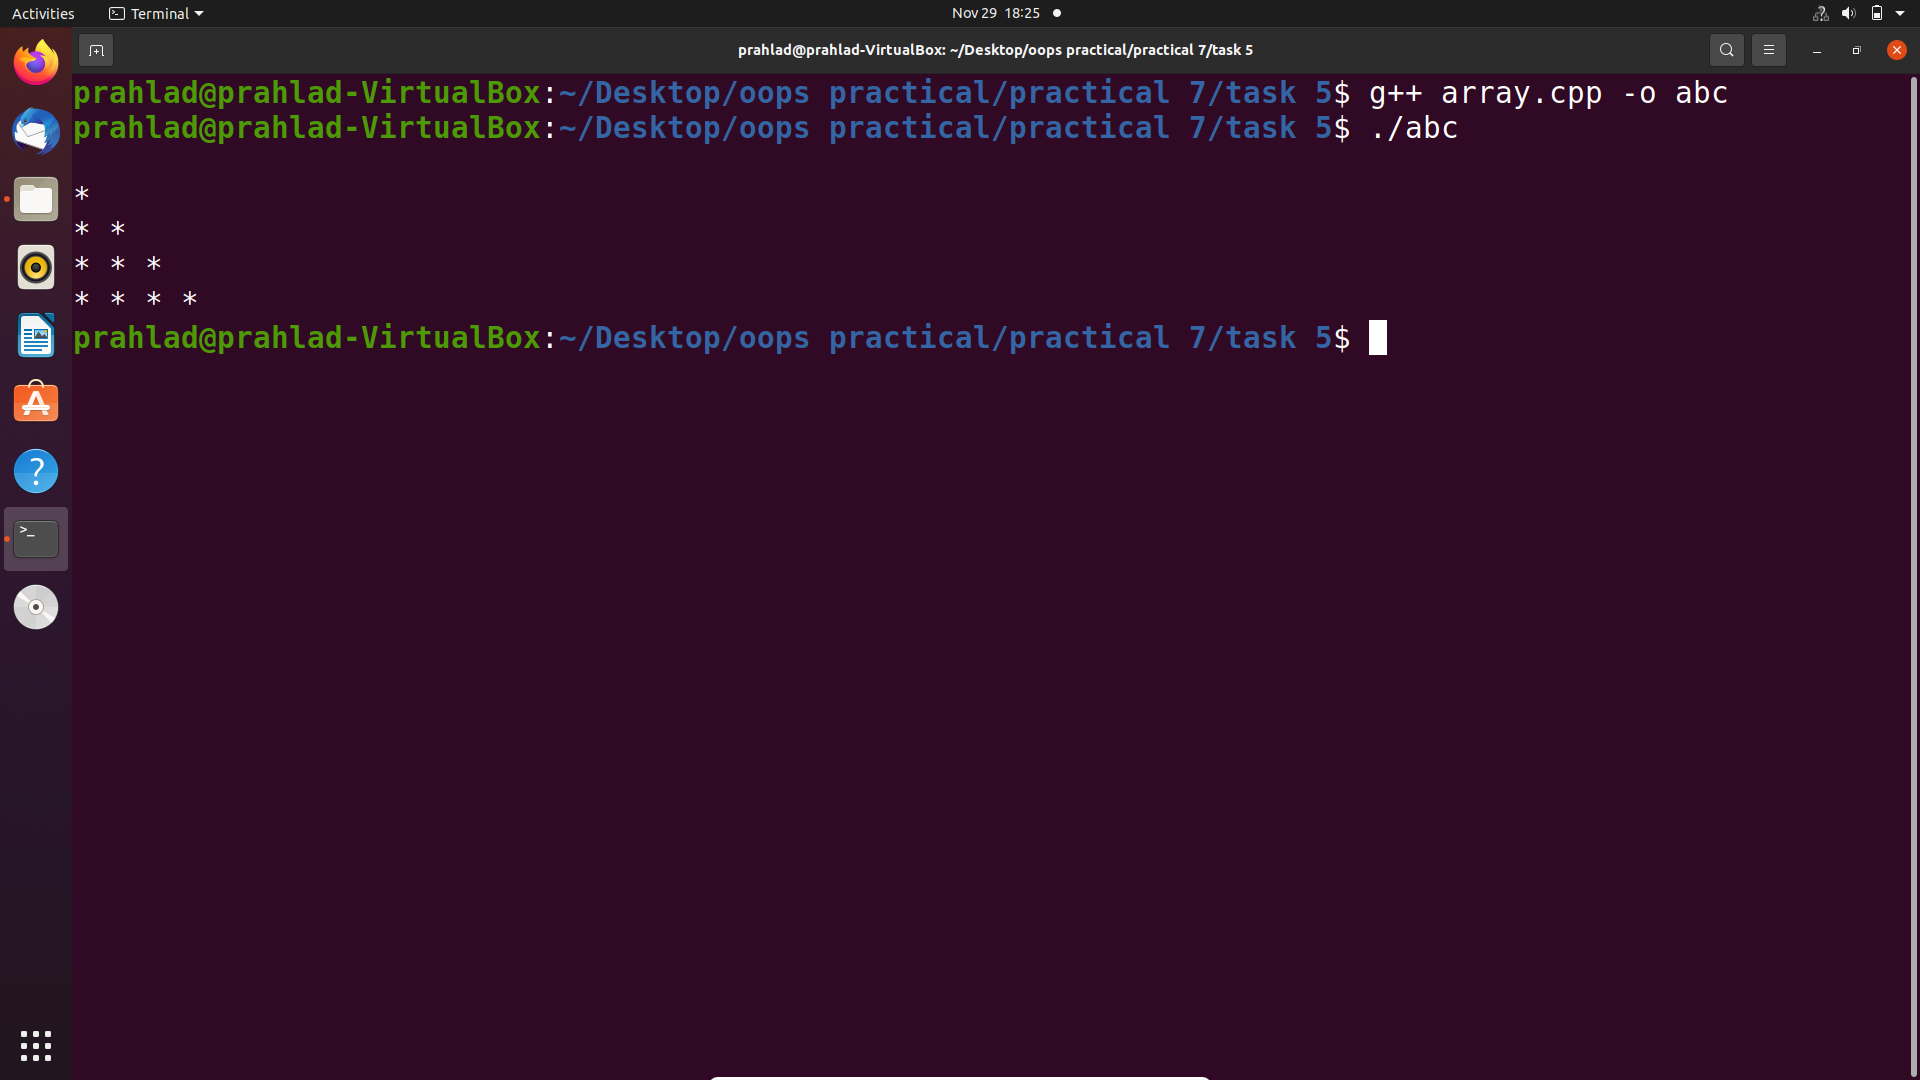 Activities Terminal Nov 29 18:25
prahlad@prahlad-VirtualBox: ~/Desktop/oops practical/practical 7/task 5
prahlad@prahlad-VirtualBox:~/Desktop/oops practical/practical 7/task 5$ g++ array.cpp -o abc
prahlad@prahlad-VirtualBox:~/Desktop/oops practical/practical 7/task 5$ ./abc
*
* *
* * *
* * * *
prahlad@prahlad-VirtualBox:~/Desktop/oops practical/practical 7/task 5$